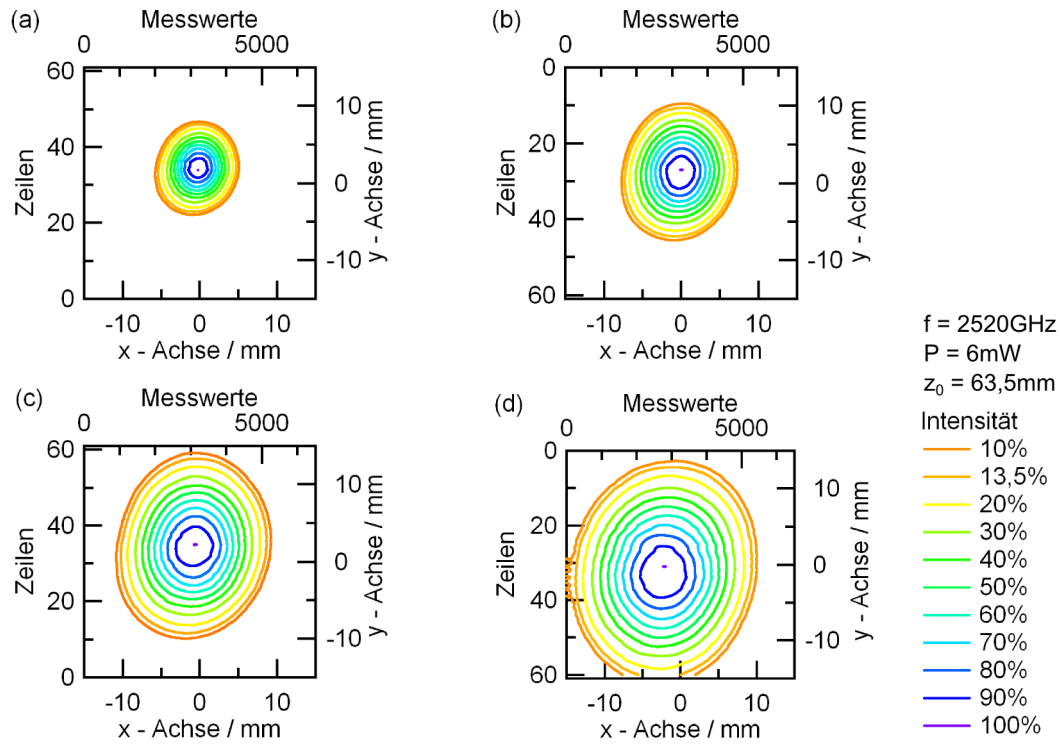 (a)
Messwerte
0 5000
60
40
20
0
Zeilen
10
0
-10
y - Achse / mm
-10 0 10
x - Achse / mm
(b)
Messwerte
0 5000
0
20
40
60
Zeilen
10
0
-10
y - Achse / mm
-10 0 10
x - Achse / mm
(c)
Messwerte
0 5000
60
40
20
0
Zeilen
10
0
-10
y - Achse / mm
-10 0 10
x - Achse / mm
(d)
Messwerte
0 5000
0
20
40
60
Zeilen
10
0
-10
y - Achse / mm
-10 0 10
x - Achse / mm
f = 2520GHz
P = 6mW
z₀ = 63,5mm
Intensität
10%
13,5%
20%
30%
40%
50%
60%
70%
80%
90%
100%